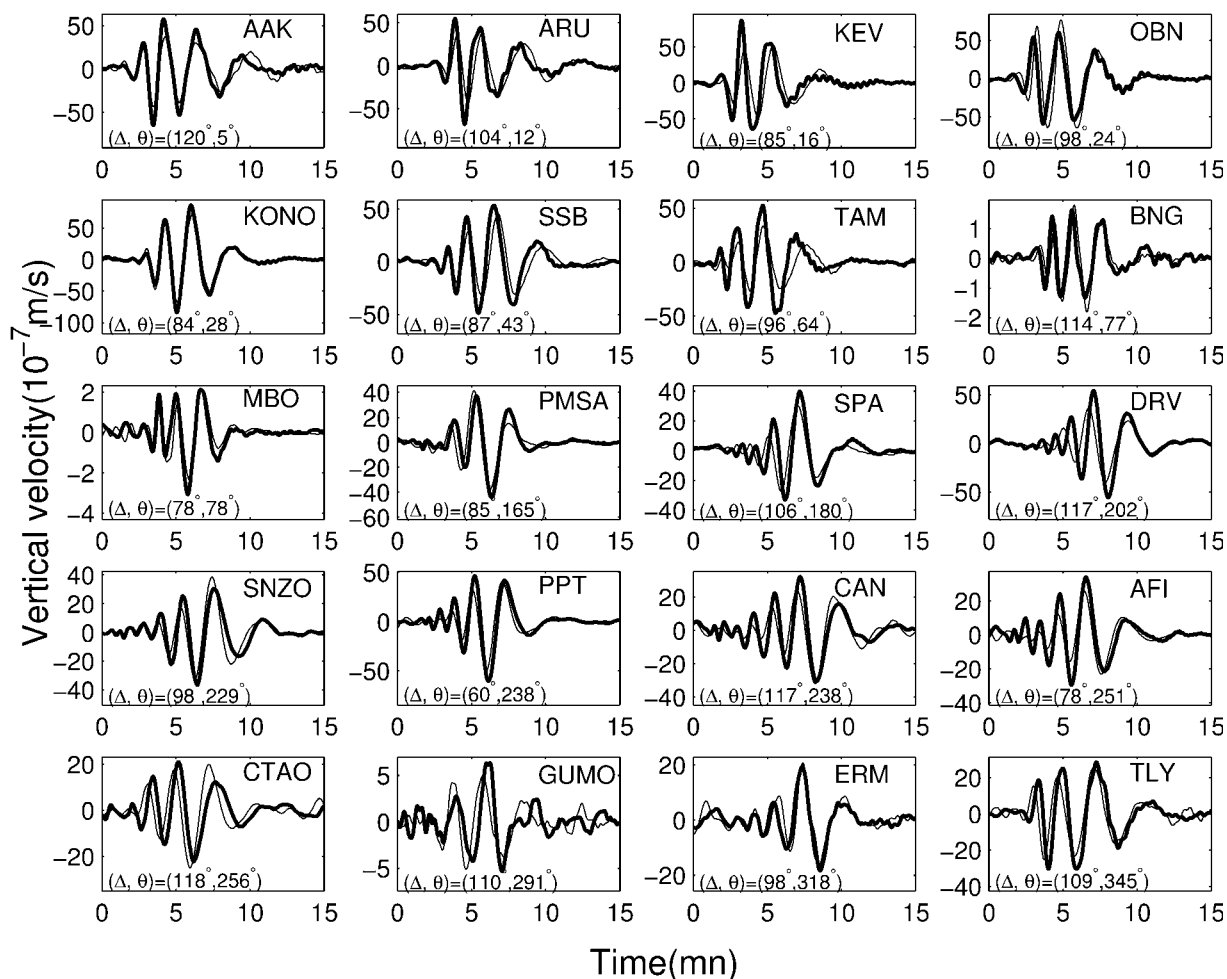 AAK
50
0
−50
(Δ, θ)=(120°,5°)
0 5 10 15
ARU
50
0
−50
(Δ, θ)=(104°,12°)
0 5 10 15
KEV
50
0
−50
(Δ, θ)=(85°,16°)
0 5 10 15
OBN
50
0
−50
(Δ, θ)=(98°,24°)
0 5 10 15
KONO
50
0
−50
−100
(Δ, θ)=(84°,28°)
0 5 10 15
SSB
50
0
−50
(Δ, θ)=(87°,43°)
0 5 10 15
TAM
50
0
−50
(Δ, θ)=(96°,64°)
0 5 10 15
BNG
1
0
−1
−2
(Δ, θ)=(114°,77°)
0 5 10 15
Vertical velocity(10⁻⁷m/s)
MBO
2
0
−2
−4
(Δ, θ)=(78°,78°)
0 5 10 15
PMSA
40
20
0
−20
−40
−60
(Δ, θ)=(85°,165°)
0 5 10 15
SPA
40
20
0
−20
−40
(Δ, θ)=(106°,180°)
0 5 10 15
DRV
50
0
−50
(Δ, θ)=(117°,202°)
0 5 10 15
SNZO
40
20
0
−20
−40
(Δ, θ)=(98°,229°)
0 5 10 15
PPT
50
0
−50
(Δ, θ)=(60°,238°)
0 5 10 15
CAN
20
0
−20
−40
(Δ, θ)=(117°,238°)
0 5 10 15
AFI
20
0
−20
−40
(Δ, θ)=(78°,251°)
0 5 10 15
CTAO
20
0
−20
(Δ, θ)=(118°,256°)
0 5 10 15
GUMO
5
0
−5
(Δ, θ)=(110°,291°)
0 5 10 15
ERM
20
0
−20
(Δ, θ)=(98°,318°)
0 5 10 15
TLY
20
0
−20
−40
(Δ, θ)=(109°,345°)
0 5 10 15
Time(mn)